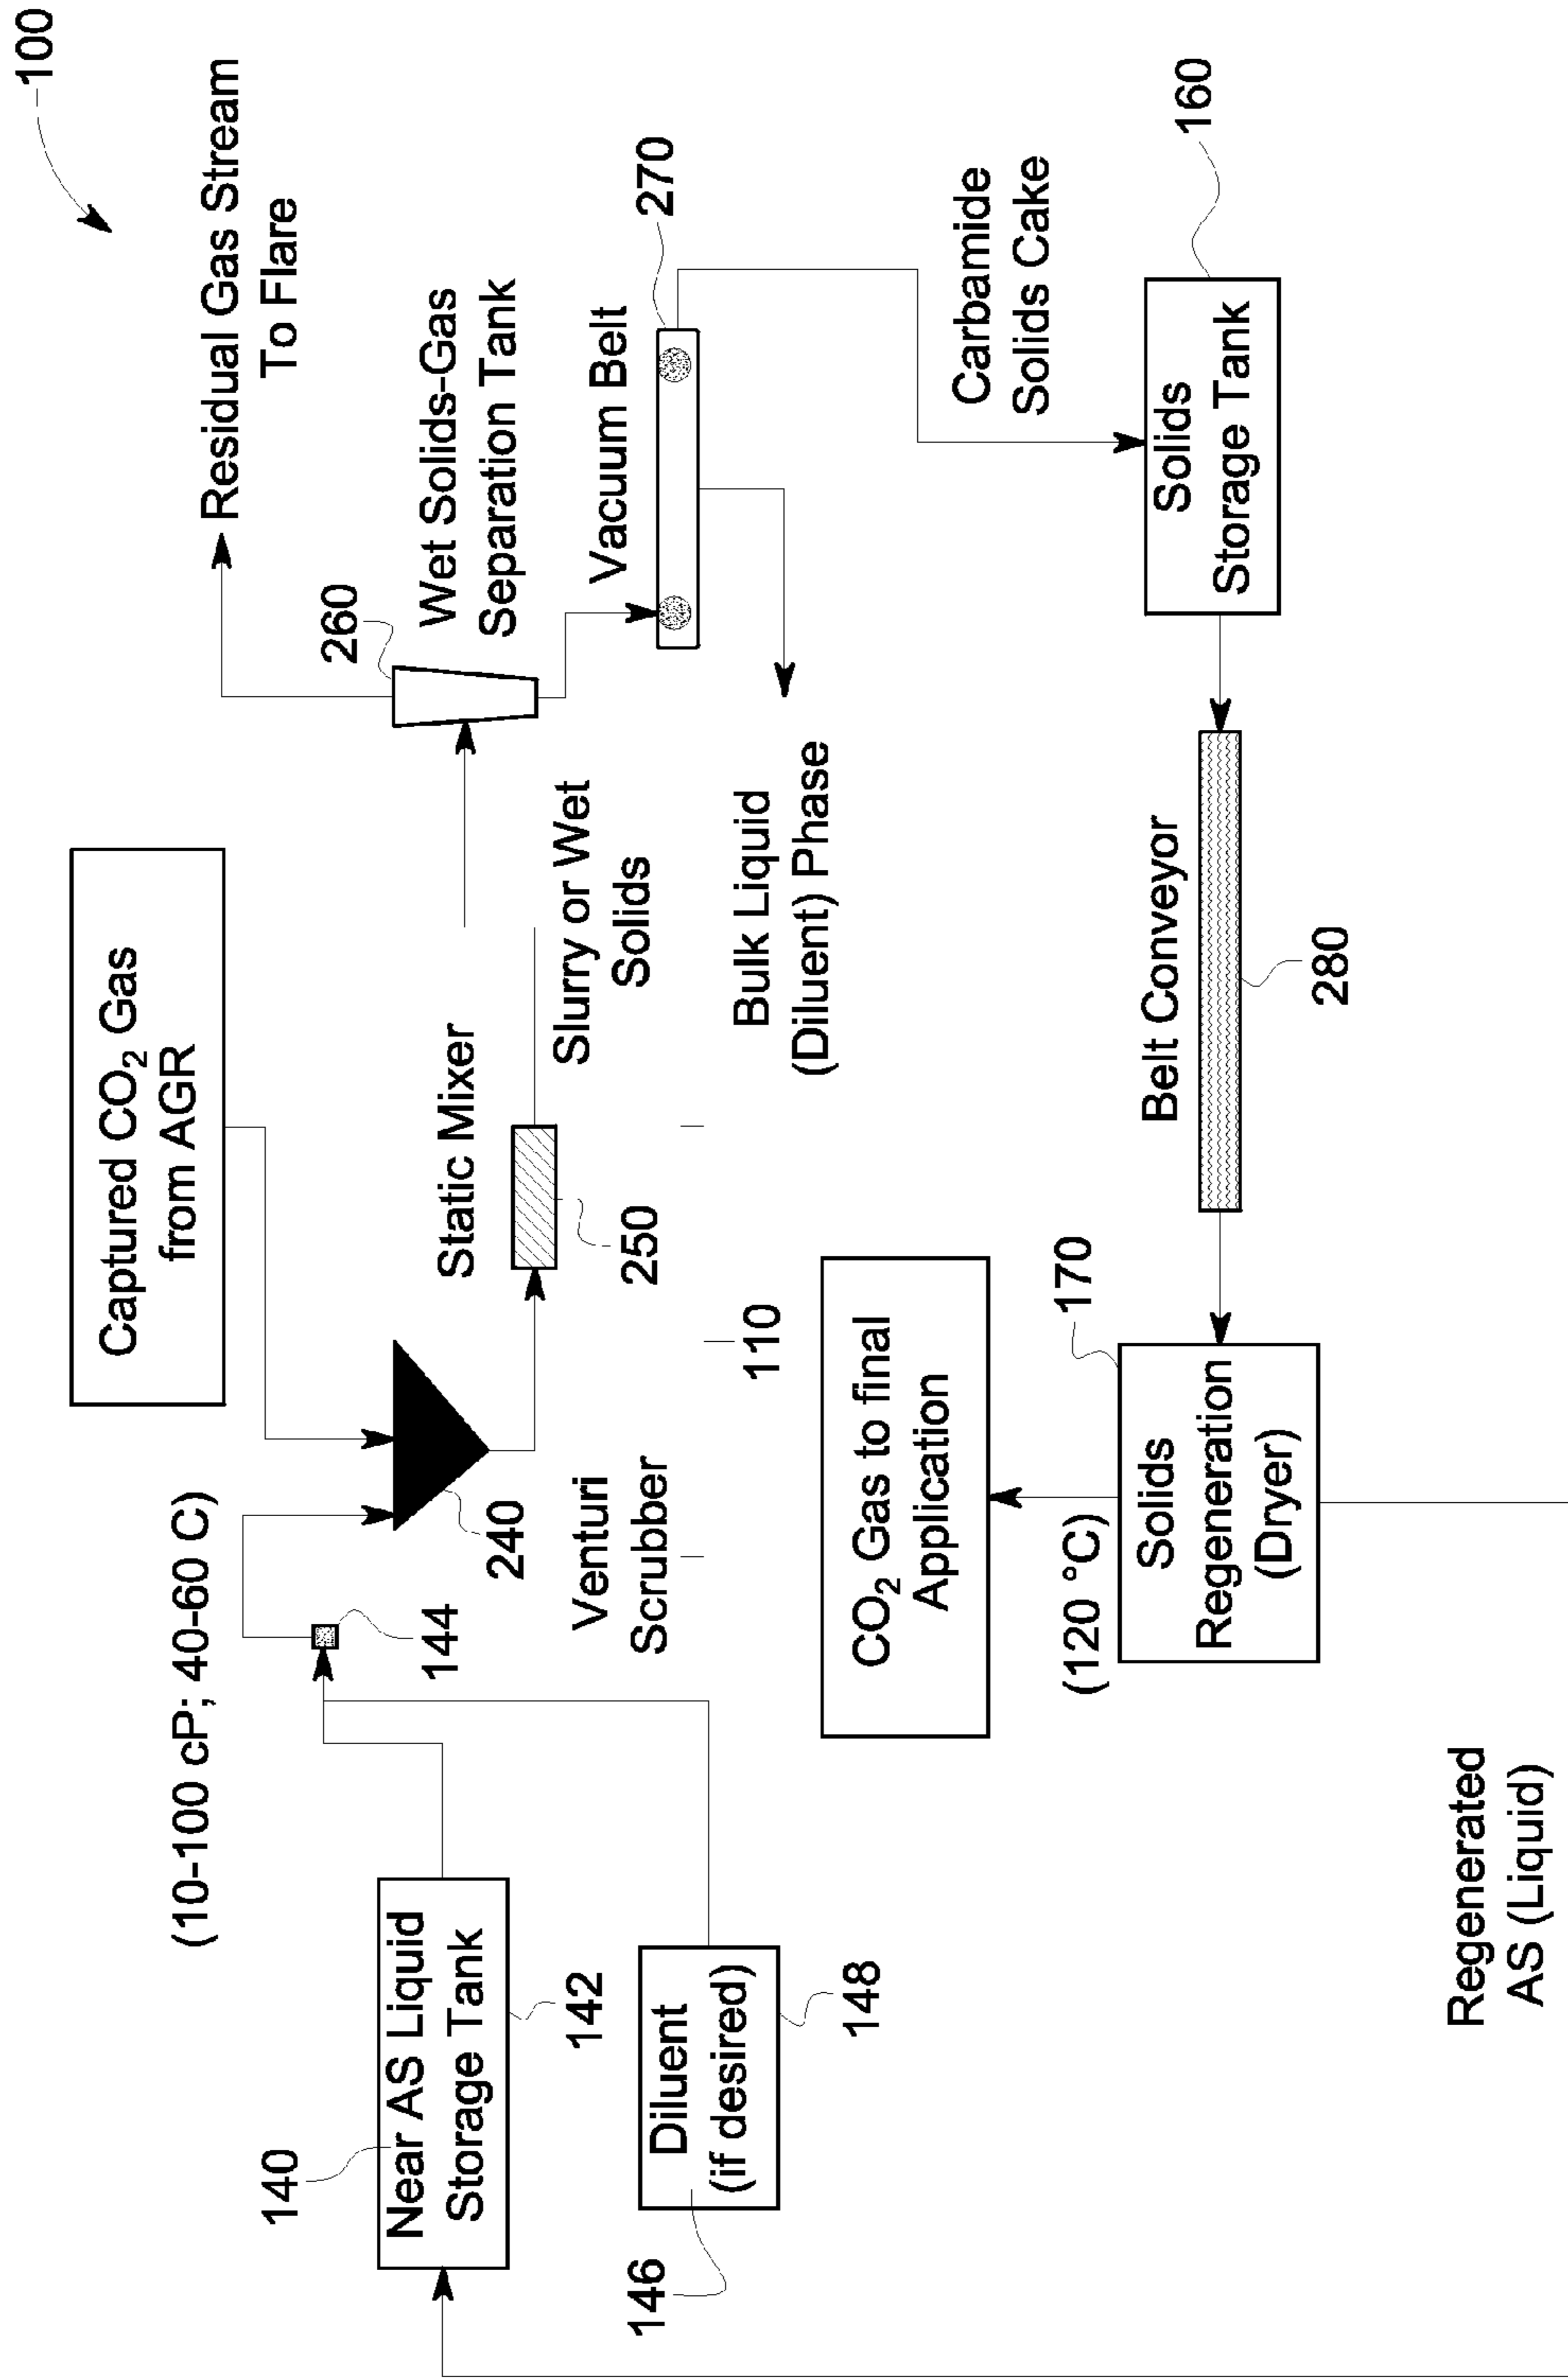 100
Captured CO₂ Gas
from AGR
Residual Gas Stream
To Flare
(10-100 cP; 40-60 C)
144
240
Venturi
Scrubber
Static Mixer
250
Slurry or Wet
Solids
260
Wet Solids-Gas
Separation Tank
Vacuum Belt
270
140
Near AS Liquid
Storage Tank
142
146
Diluent
(if desired)
148
110
Bulk Liquid
(Diluent) Phase
Carbamide
Solids Cake
CO₂ Gas to final
Application
(120 °C)
170
Solids
Regeneration
(Dryer)
Belt Conveyor
280
Solids
Storage Tank
160
Regenerated
AS (Liquid)